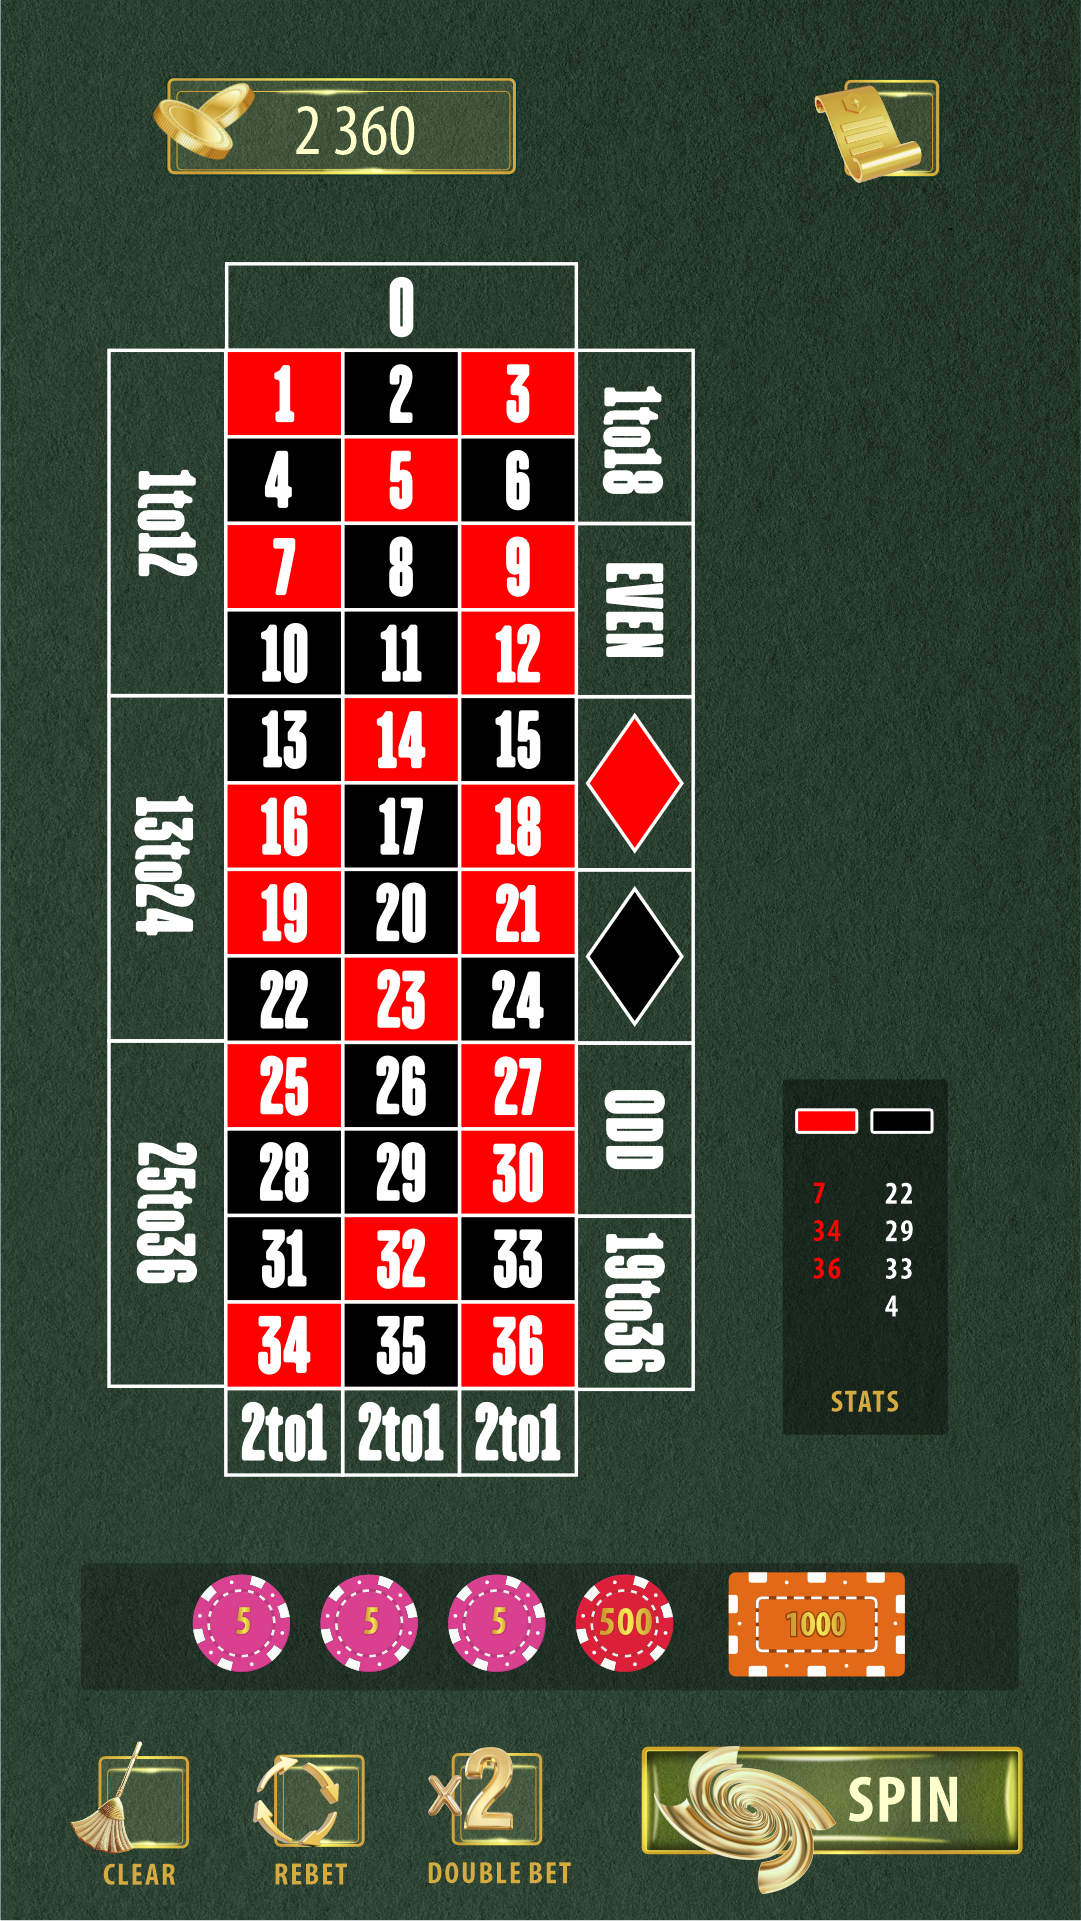 2 360
0
1 2 3
4 5 6
7 8 9
10 11 12
13 14 15
16 17 18
19 20 21
22 23 24
25 26 27
28 29 30
31 32 33
34 35 36
2to1 2to1 2to1
1to12
13to24
25to36
1to18
EVEN
ODD
19to36
7 22
34 29
36 33
4
STATS
5 5 5 500 1000
x2
SPIN
CLEAR REBET DOUBLE BET